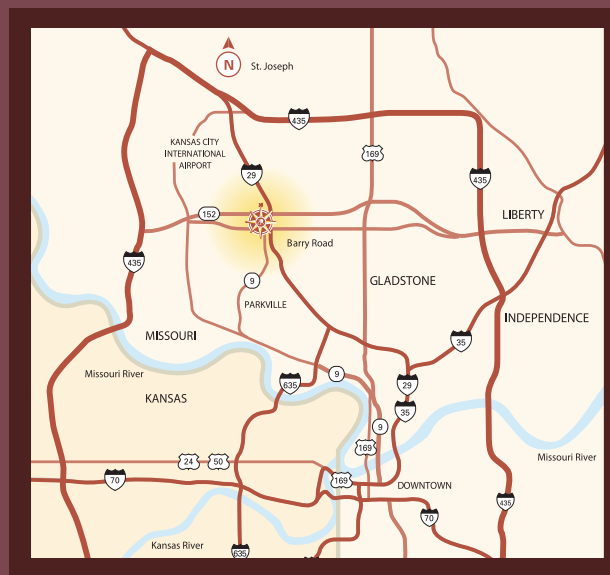 N
St. Joseph
435
KANSAS CITY
INTERNATIONAL
AIRPORT
169
29
435
152
LIBERTY
Barry Road
435
9
GLADSTONE
PARKVILLE
INDEPENDENCE
MISSOURI
35
Missouri River
9
635
29
KANSAS
35
9
169
24
50
Missouri River
70
169
DOWNTOWN
435
70
Kansas River
635